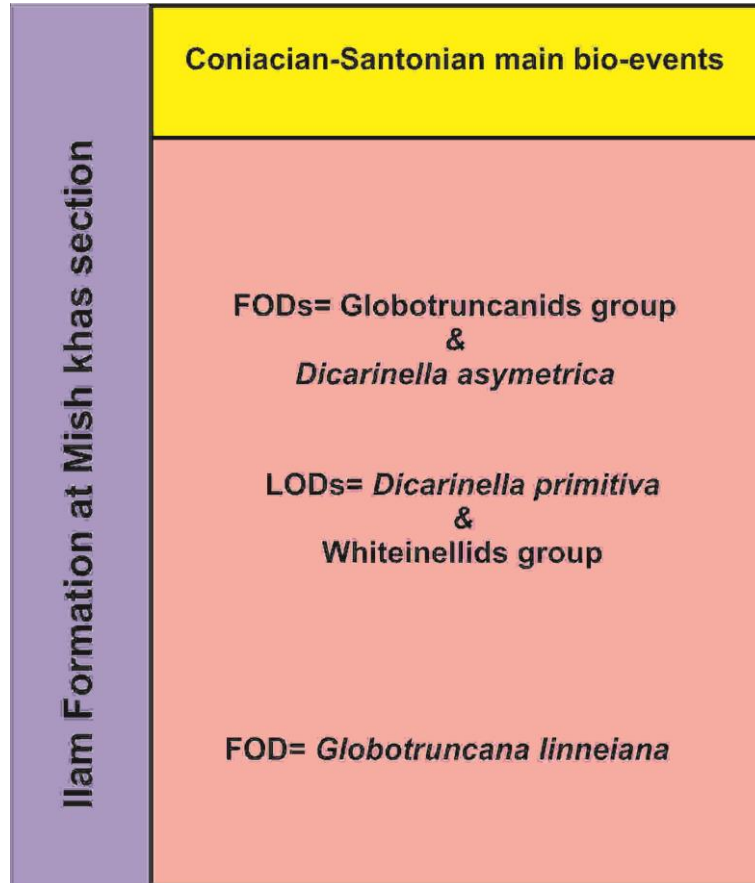 Ilam Formation at Mish khas section
Coniacian-Santonian main bio-events
FODs= Globotruncanids group
&
Dicarinella asymetrica
LODs= Dicarinella primitiva
&
Whiteinellids group
FOD= Globotruncana linneiana